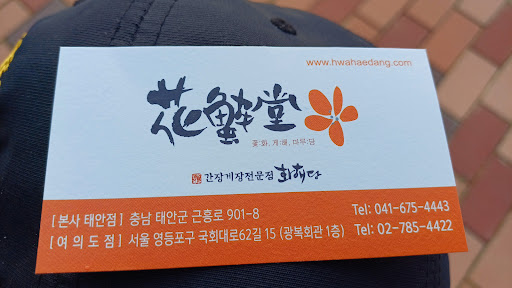 www.hwahaedang.com
花蟹堂
꽃:화, 게:해, 마루:당
간장게장전문점 화해당
[ 본사 태안점 ] 충남 태안군 근흥로 901-8 Tel: 041-675-4443
[ 여 의 도 점 ] 서울 영등포구 국회대로62길 15 (광복회관 1층) Tel: 02-785-4422